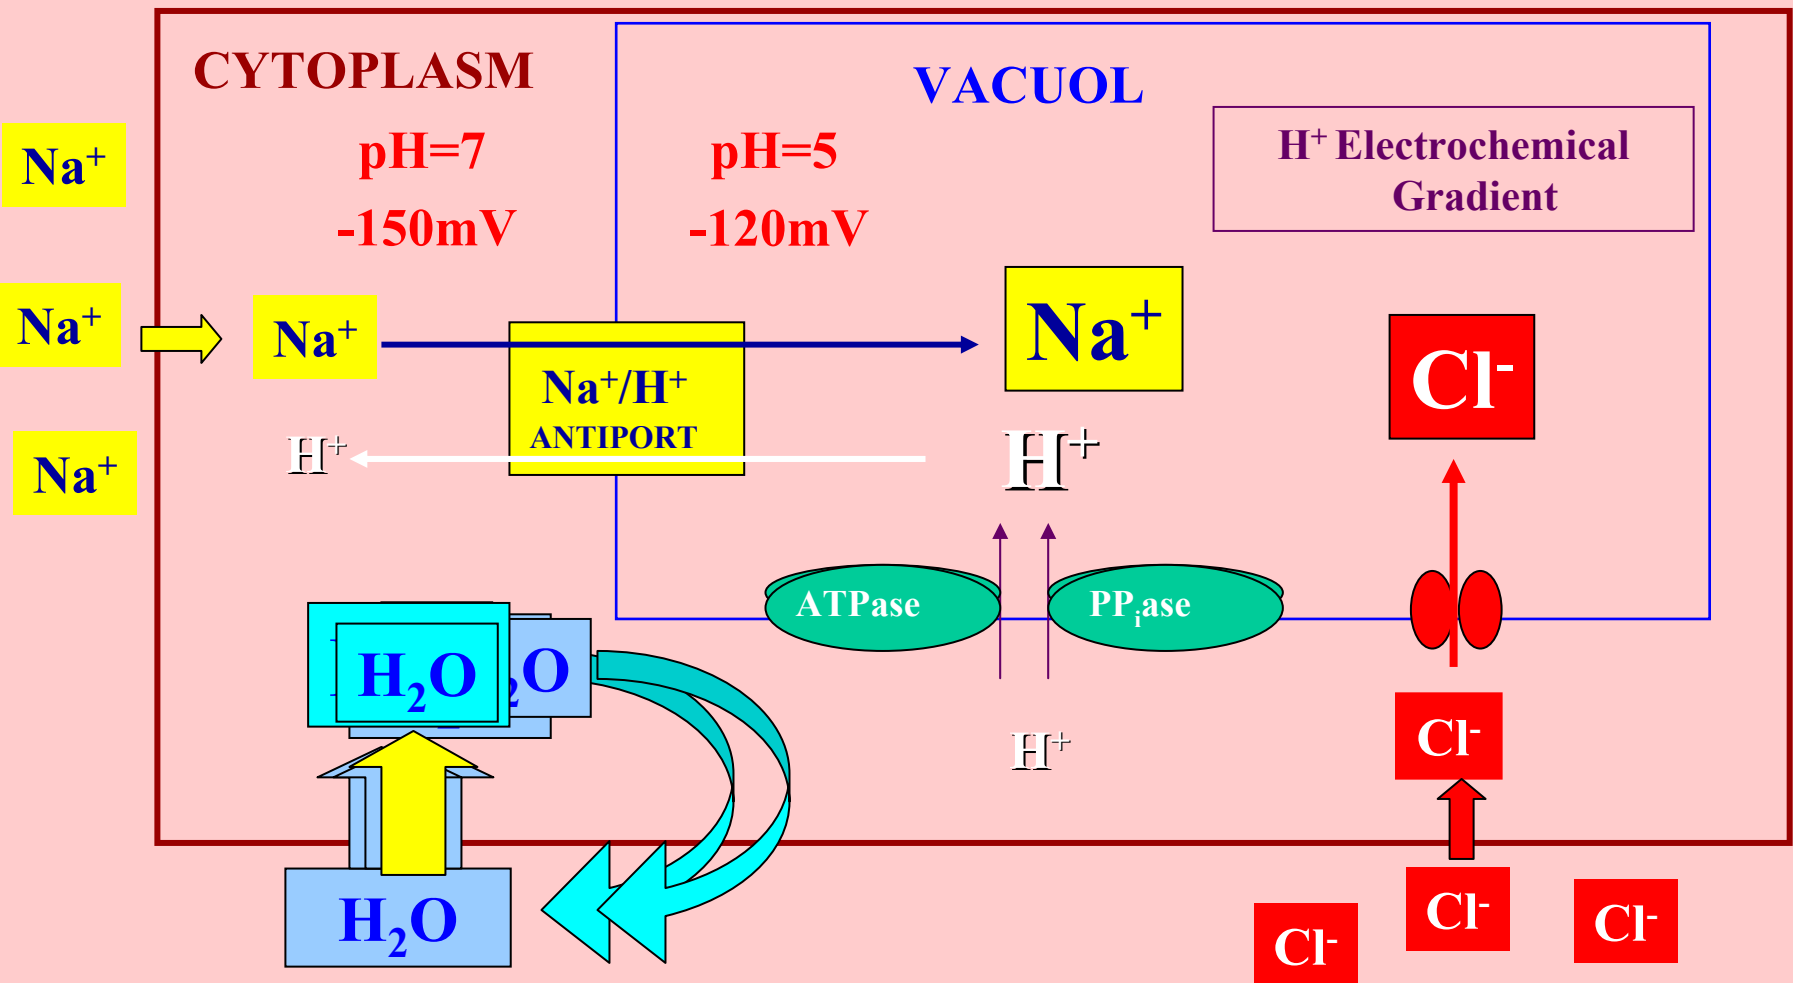 CYTOPLASM
VACUOL
pH=7
pH=5
H⁺ Electrochemical
Gradient
-150mV
-120mV
Na⁺
Na⁺
Na⁺
Na⁺
Na⁺
Na⁺/H⁺
ANTIPORT
H⁺
H⁺
Cl⁻
ATPase
PPᵢase
H₂O
₂O
H⁺
Cl⁻
H₂O
Cl⁻
Cl⁻
Cl⁻